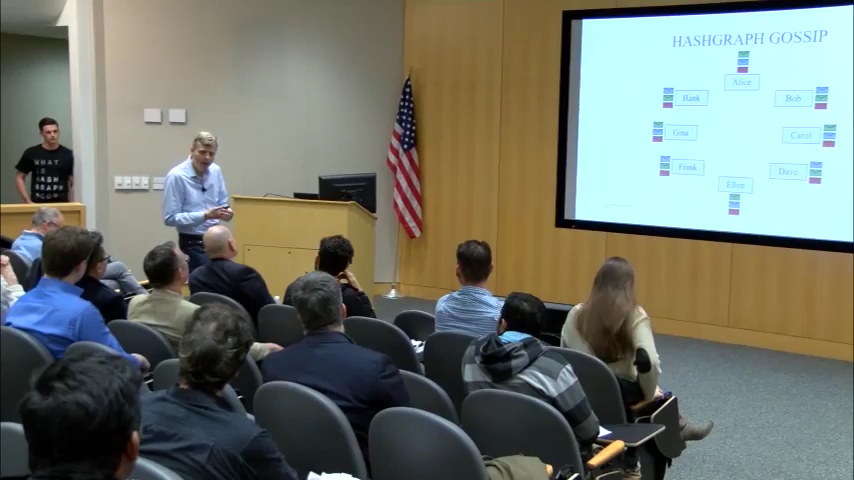 HASHGRAPH GOSSIP
Alice
Hank
Bob
Gina
Carol
Frank
Dave
Ellen
WHAT
IS
HASH
GRAPH